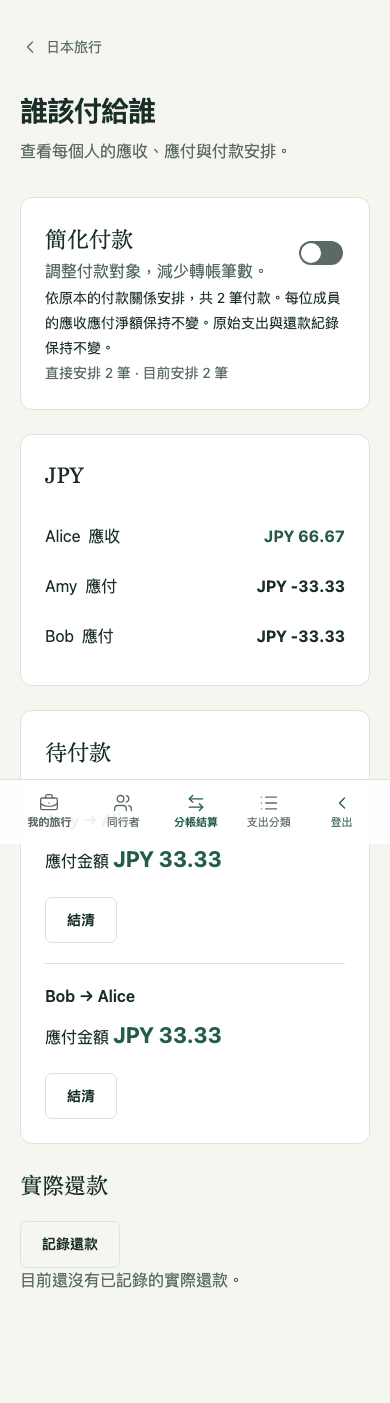 日本旅行
誰該付給誰
查看每個人的應收、應付與付款安排。
簡化付款
調整付款對象，減少轉帳筆數。
依原本的付款關係安排，共 2 筆付款。每位成員
的應收應付淨額保持不變。原始支出與還款紀錄
保持不變。
直接安排 2 筆 · 目前安排 2 筆
JPY
Alice 應收 JPY 66.67
Amy 應付 JPY -33.33
Bob 應付 JPY -33.33
待付款
我的旅行 同行者 分帳結算 支出分類 登出
應付金額 JPY 33.33
結清
Bob → Alice
應付金額 JPY 33.33
結清
實際還款
記錄還款
目前還沒有已記錄的實際還款。